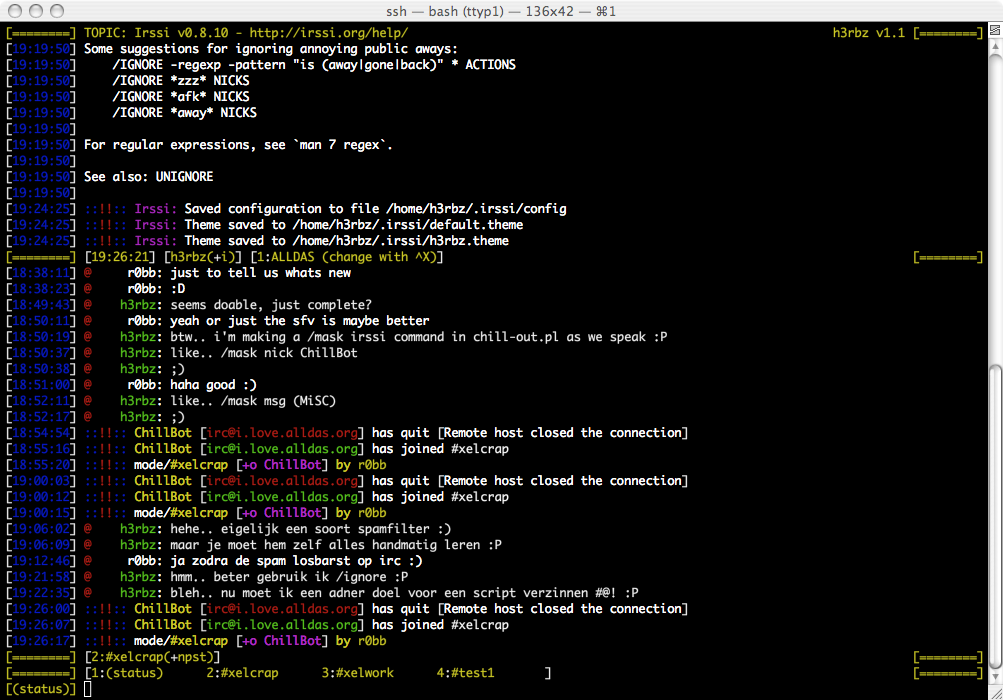 ssh — bash (ttyp1) — 136x42 — ⌘1
[========] TOPIC: Irssi v0.8.10 - http://irssi.org/help/ h3rbz v1.1 [========]
[19:19:50] Some suggestions for ignoring annoying public aways:
[19:19:50] /IGNORE -regexp -pattern "is (away|gone|back)" * ACTIONS
[19:19:50] /IGNORE *zzz* NICKS
[19:19:50] /IGNORE *afk* NICKS
[19:19:50] /IGNORE *away* NICKS
[19:19:50]
[19:19:50] For regular expressions, see `man 7 regex`.
[19:19:50]
[19:19:50] See also: UNIGNORE
[19:19:50]
[19:24:25] ::!!:: Irssi: Saved configuration to file /home/h3rbz/.irssi/config
[19:24:25] ::!!:: Irssi: Theme saved to /home/h3rbz/.irssi/default.theme
[19:24:25] ::!!:: Irssi: Theme saved to /home/h3rbz/.irssi/h3rbz.theme
[========] [19:26:21] [h3rbz(+i)] [1:ALLDAS (change with ^X)] [========]
[18:38:11] @ r0bb: just to tell us whats new
[18:38:23] @ r0bb: :D
[18:49:43] @ h3rbz: seems doable, just complete?
[18:50:11] @ r0bb: yeah or just the sfv is maybe better
[18:50:19] @ h3rbz: btw.. i'm making a /mask irssi command in chill-out.pl as we speak :P
[18:50:37] @ h3rbz: like.. /mask nick ChillBot
[18:50:38] @ h3rbz: ;)
[18:51:00] @ r0bb: haha good :)
[18:52:11] @ h3rbz: like.. /mask msg (MiSC)
[18:52:17] @ h3rbz: ;)
[18:54:54] ::!!:: ChillBot [irc@i.love.alldas.org] has quit [Remote host closed the connection]
[18:55:16] ::!!:: ChillBot [irc@i.love.alldas.org] has joined #xelcrap
[18:55:20] ::!!:: mode/#xelcrap [+o ChillBot] by r0bb
[19:00:03] ::!!:: ChillBot [irc@i.love.alldas.org] has quit [Remote host closed the connection]
[19:00:12] ::!!:: ChillBot [irc@i.love.alldas.org] has joined #xelcrap
[19:00:15] ::!!:: mode/#xelcrap [+o ChillBot] by r0bb
[19:06:02] @ h3rbz: hehe.. eigelijk een soort spamfilter :)
[19:06:09] @ h3rbz: maar je moet hem zelf alles handmatig leren :P
[19:12:46] @ r0bb: ja zodra de spam losbarst op irc :)
[19:21:58] @ h3rbz: hmm.. beter gebruik ik /ignore :P
[19:22:35] @ h3rbz: bleh.. nu moet ik een adner doel voor een script verzinnen #@! :P
[19:26:00] ::!!:: ChillBot [irc@i.love.alldas.org] has quit [Remote host closed the connection]
[19:26:07] ::!!:: ChillBot [irc@i.love.alldas.org] has joined #xelcrap
[19:26:17] ::!!:: mode/#xelcrap [+o ChillBot] by r0bb
[========] [2:#xelcrap(+npst)] [========]
[========] [1:(status) 2:#xelcrap 3:#xelwork 4:#test1 ] [========]
[(status)]